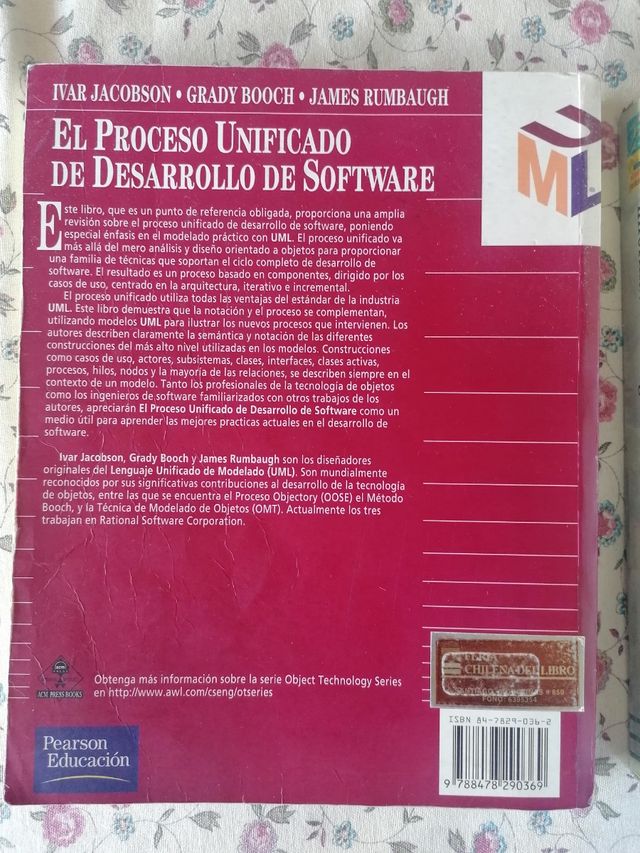 IVAR JACOBSON • GRADY BOOCH • JAMES RUMBAUGH
EL PROCESO UNIFICADO
DE DESARROLLO DE SOFTWARE
UML
Este libro, que es un punto de referencia obligada, proporciona una amplia
revisión sobre el proceso unificado de desarrollo de software, poniendo
especial énfasis en el modelado práctico con UML. El proceso unificado va
más allá del mero análisis y diseño orientado a objetos para proporcionar
una familia de técnicas que soportan el ciclo completo de desarrollo de
software. El resultado es un proceso basado en componentes, dirigido por los
casos de uso, centrado en la arquitectura, iterativo e incremental.
El proceso unificado utiliza todas las ventajas del estándar de la industria
UML. Este libro demuestra que la notación y el proceso se complementan,
utilizando modelos UML para ilustrar los nuevos procesos que intervienen. Los
autores describen claramente la semántica y notación de las diferentes
construcciones del más alto nivel utilizadas en los modelos. Construcciones
como casos de uso, actores, subsistemas, clases, interfaces, clases activas,
procesos, hilos, nodos y la mayoría de las relaciones, se describen siempre en el
contexto de un modelo. Tanto los profesionales de la tecnología de objetos
como los ingenieros de software familiarizados con otros trabajos de los
autores, apreciarán El Proceso Unificado de Desarrollo de Software como un
medio útil para aprender las mejores practicas actuales en el desarrollo de
software.
Ivar Jacobson, Grady Booch y James Rumbaugh son los diseñadores
originales del Lenguaje Unificado de Modelado (UML). Son mundialmente
reconocidos por sus significativas contribuciones al desarrollo de la tecnología
de objetos, entre las que se encuentra el Proceso Objectory (OOSE) el Método
Booch, y la Técnica de Modelado de Objetos (OMT). Actualmente los tres
trabajan en Rational Software Corporation.
acm
ACM PRESS BOOKS
Obtenga más información sobre la serie Object Technology Series
en http://www.awl.com/cseng/otseries
FERIA
CHILENA DEL LIBRO
FONO: 6395354
Pearson
Educación
ISBN 84-7829-036-2
9 788478 290369